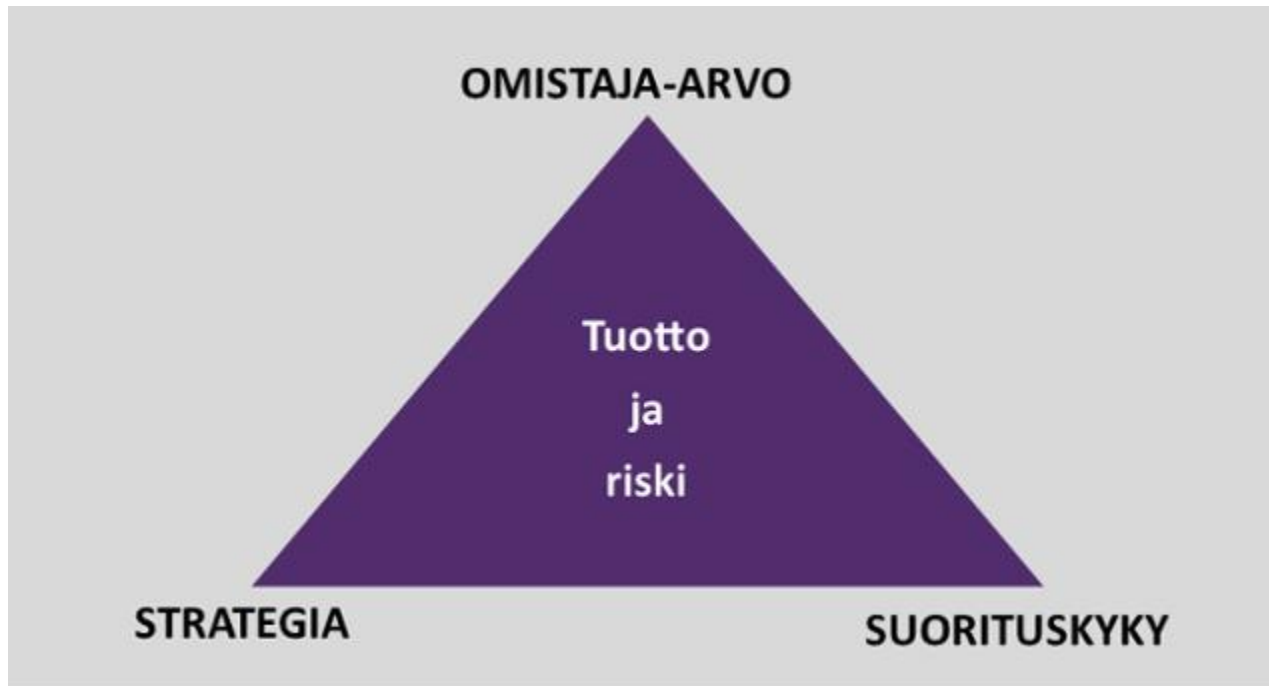 OMISTAJA-ARVO
Tuotto
ja
riski
STRATEGIA
SUORITUSKYKY